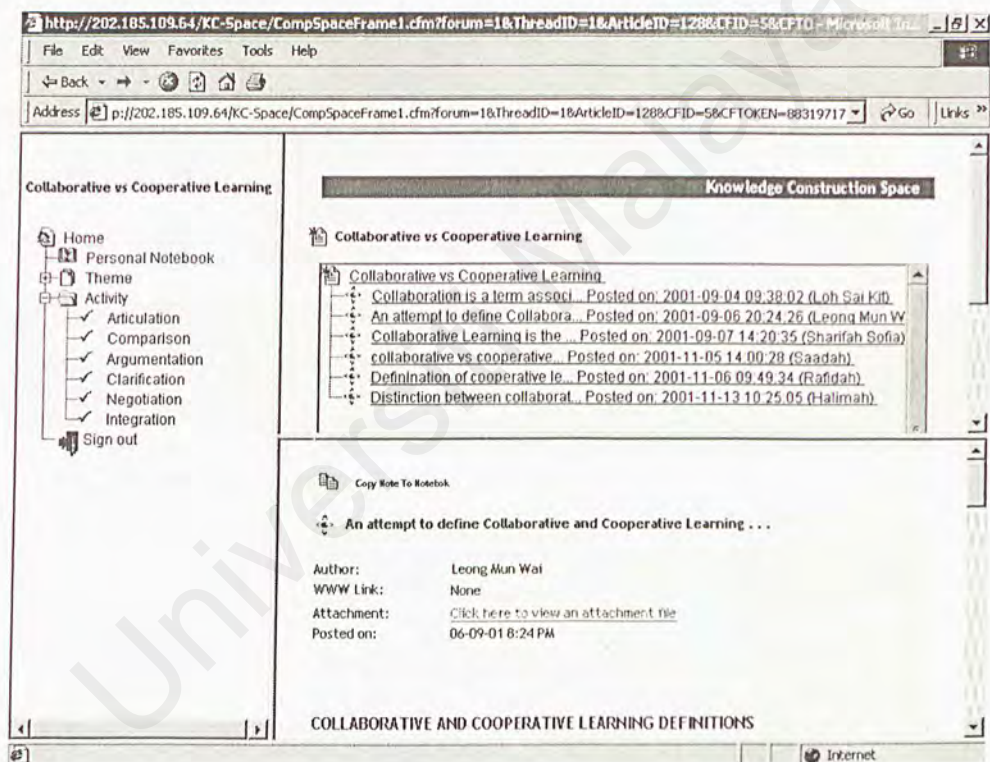 http://202.185.109.64/KC-Space/CompSpaceFrame1.cfm?forum=1&ThreadID=1&ArticleID=128&CFID=5&CFTO - Microsoft In...
File Edit View Favorites Tools Help
Back
Address p://202.185.109.64/KC-Space/CompSpaceFrame1.cfm?forum=1&ThreadID=1&ArticleID=128&CFID=5&CFTOKEN=88319717 Go Links »
Collaborative vs Cooperative Learning
Home
Personal Notebook
Theme
Activity
Articulation
Comparison
Argumentation
Clarification
Negotiation
Integration
Sign out
Knowledge Construction Space
Collaborative vs Cooperative Learning
Collaborative vs Cooperative Learning
Collaboration is a term associ... Posted on: 2001-09-04 09:38:02 (Loh Sai Kit)
An attempt to define Collabora... Posted on: 2001-09-06 20:24:26 (Leong Mun W
Collaborative Learning is the ... Posted on: 2001-09-07 14:20:35 (Sharifah Sofia)
collaborative vs cooperative... Posted on: 2001-11-05 14:00:28 (Saadah)
Definination of cooperative le... Posted on: 2001-11-06 09:49:34 (Rafidah)
Distinction between collaborat... Posted on: 2001-11-13 10:25:05 (Halimah)
Copy Note To Notebok
An attempt to define Collaborative and Cooperative Learning . . .
Author: Leong Mun Wai
WWW Link: None
Attachment: Click here to view an attachment file
Posted on: 06-09-01 8:24 PM
COLLABORATIVE AND COOPERATIVE LEARNING DEFINITIONS
Internet
University Malaya